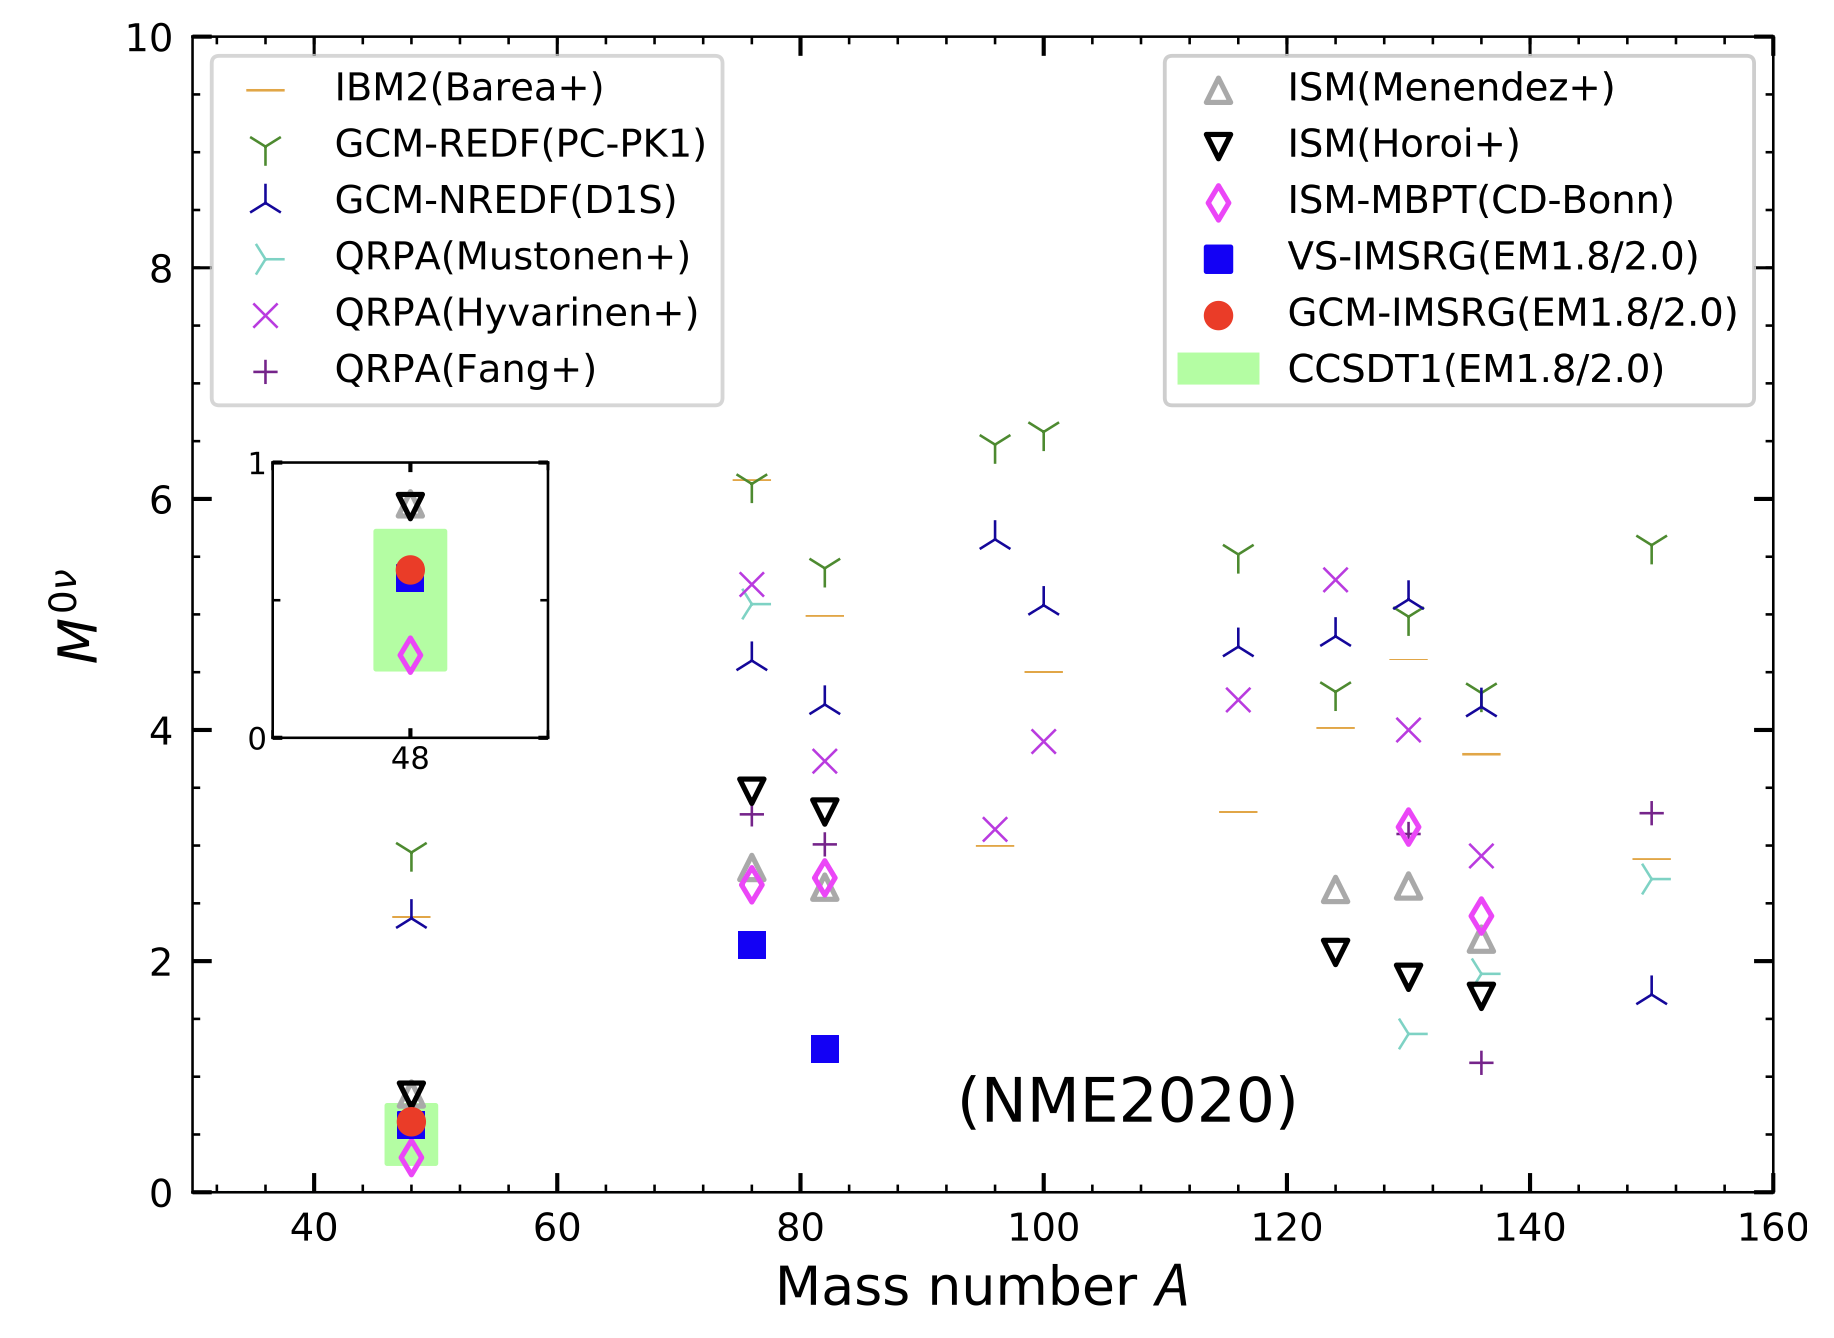 10
8
6
4
2
0
M⁰ᵛ
IBM2(Barea+)
GCM-REDF(PC-PK1)
GCM-NREDF(D1S)
QRPA(Mustonen+)
QRPA(Hyvarinen+)
QRPA(Fang+)
ISM(Menendez+)
ISM(Horoi+)
ISM-MBPT(CD-Bonn)
VS-IMSRG(EM1.8/2.0)
GCM-IMSRG(EM1.8/2.0)
CCSDT1(EM1.8/2.0)
1
0
48
(NME2020)
40 60 80 100 120 140 160
Mass number A